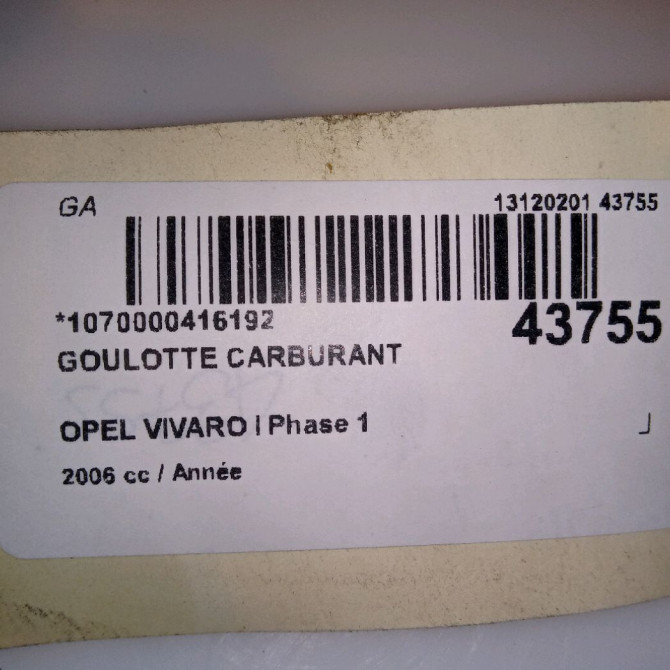 GA
13120201 43755
*1070000416192
43755
GOULOTTE CARBURANT
OPEL VIVARO I Phase 1
2006 cc / Année